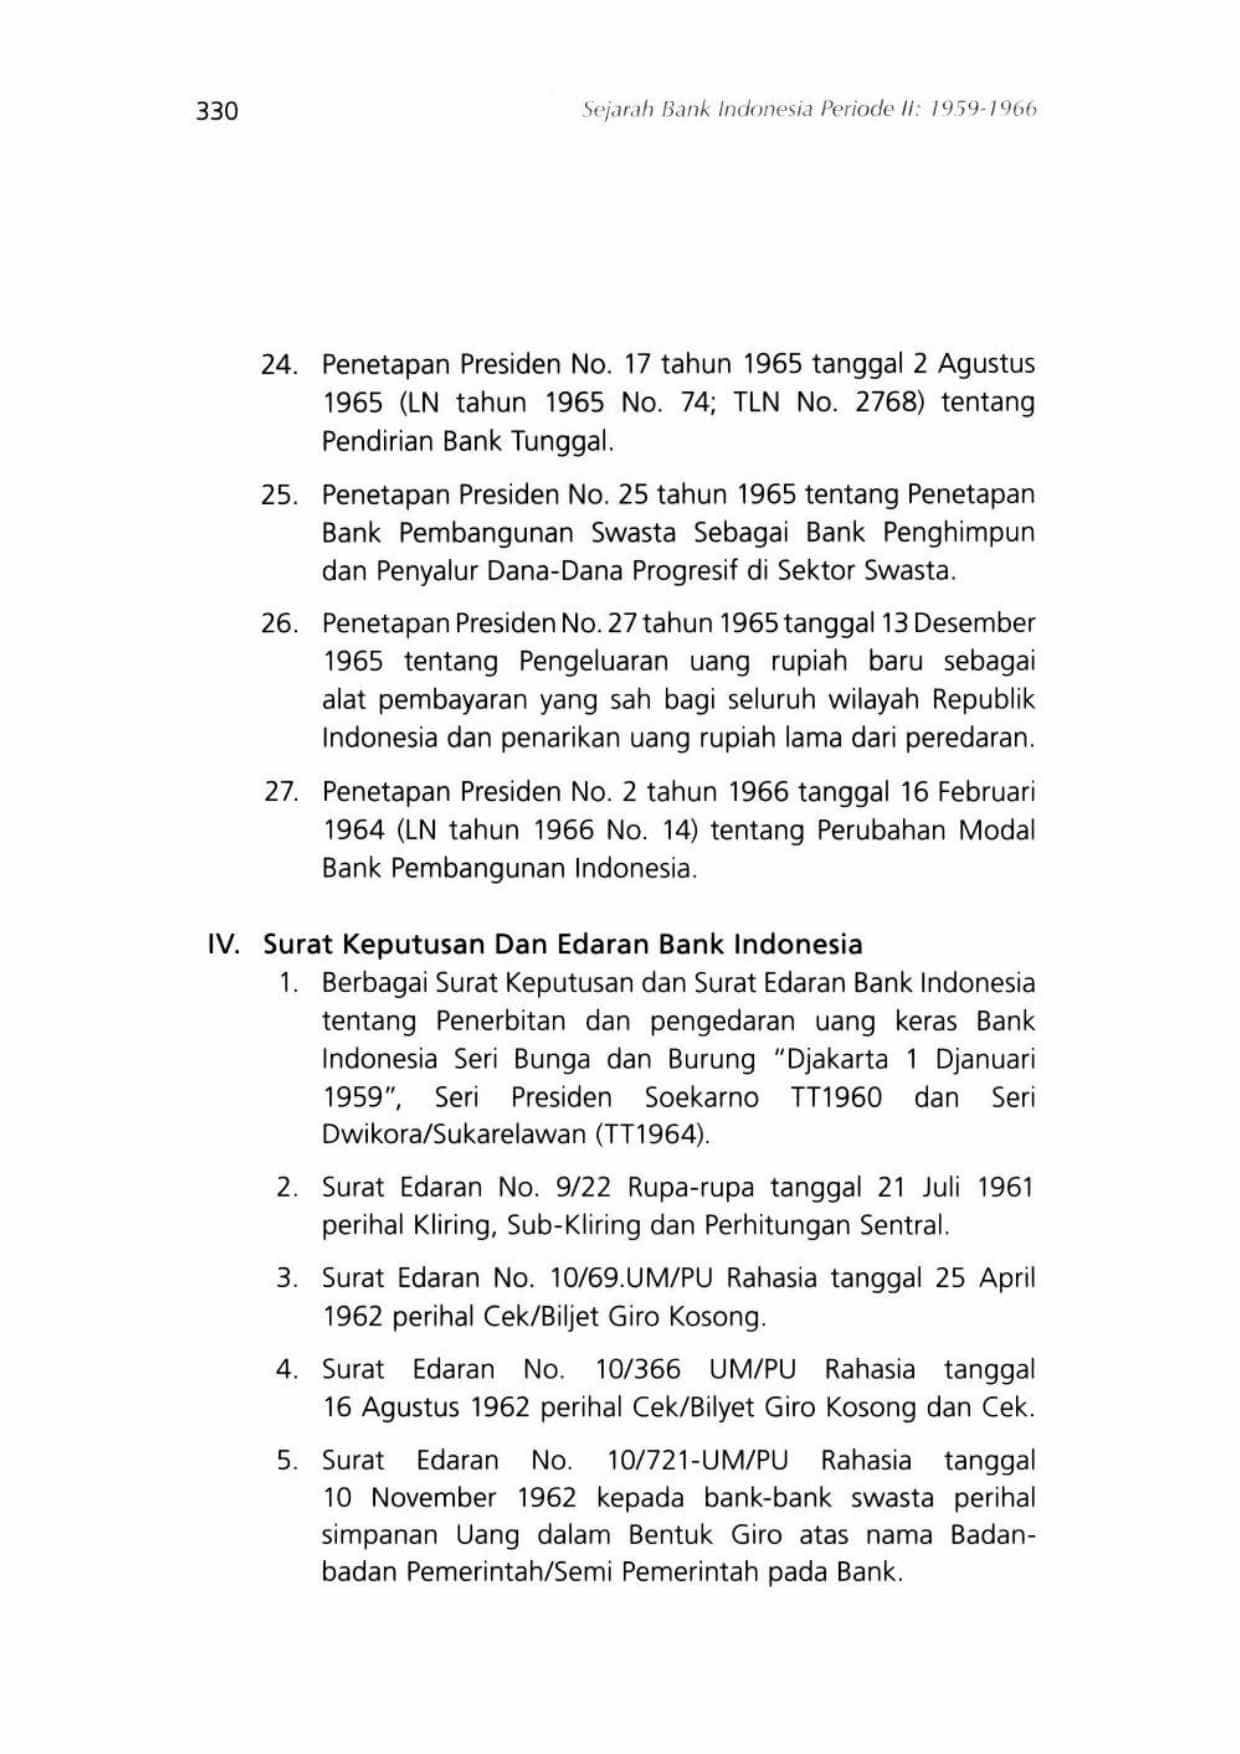 330
Sejarah Bank Indonesia Periode II: 1959-1966
24. Penetapan Presiden No. 17 tahun 1965 tanggal 2 Agustus
1965 (LN tahun 1965 No. 74; TLN No. 2768) tentang
Pendirian Bank Tunggal.
25. Penetapan Presiden No. 25 tahun 1965 tentang Penetapan
Bank Pembangunan Swasta Sebagai Bank Penghimpun
dan Penyalur Dana-Dana Progresif di Sektor Swasta.
26. Penetapan Presiden No. 27 tahun 1965 tanggal 13 Desember
1965 tentang Pengeluaran uang rupiah baru sebagai
alat pembayaran yang sah bagi seluruh wilayah Republik
Indonesia dan penarikan uang rupiah lama dari peredaran.
27. Penetapan Presiden No. 2 tahun 1966 tanggal 16 Februari
1964 (LN tahun 1966 No. 14) tentang Perubahan Modal
Bank Pembangunan Indonesia.
IV. Surat Keputusan Dan Edaran Bank Indonesia
1. Berbagai Surat Keputusan dan Surat Edaran Bank Indonesia
tentang Penerbitan dan pengedaran uang keras Bank
Indonesia Seri Bunga dan Burung “Djakarta 1 Djanuari
1959”, Seri Presiden Soekarno TT1960 dan Seri
Dwikora/Sukarelawan (TT1964).
2. Surat Edaran No. 9/22 Rupa-rupa tanggal 21 Juli 1961
perihal Kliring, Sub-Kliring dan Perhitungan Sentral.
3. Surat Edaran No. 10/69.UM/PU Rahasia tanggal 25 April
1962 perihal Cek/Biljet Giro Kosong.
4. Surat Edaran No. 10/366 UM/PU Rahasia tanggal
16 Agustus 1962 perihal Cek/Bilyet Giro Kosong dan Cek.
5. Surat Edaran No. 10/721-UM/PU Rahasia tanggal
10 November 1962 kepada bank-bank swasta perihal
simpanan Uang dalam Bentuk Giro atas nama Badan-
badan Pemerintah/Semi Pemerintah pada Bank.